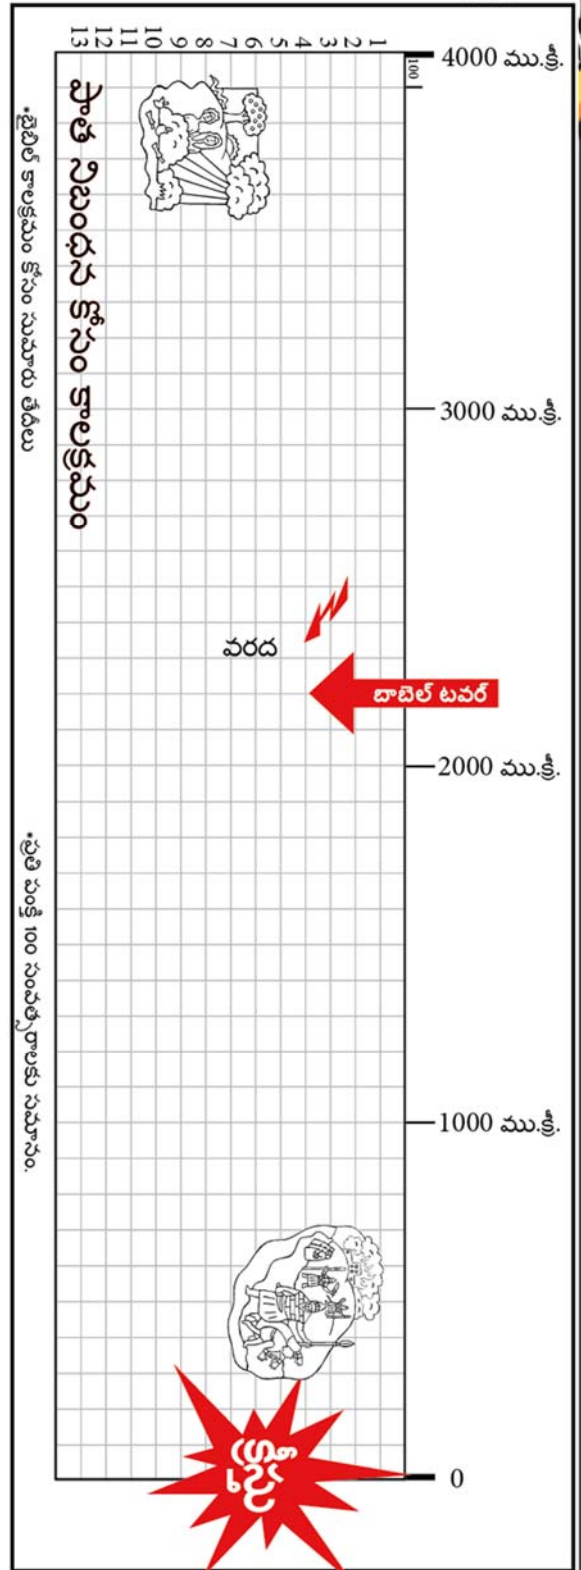 పాత నిబంధన కోసం కాలక్రమం
*బైబిల్ కాలక్రమం కోసం సుమారు తేదీలు
*ప్రతి పంక్తి 100 సంవత్సరాలకు సమానం.
13 12 11 10 9 8 7 6 5 4 3 2 1
100
4000 ము.క్రీ.
3000 ము.క్రీ.
వరద
బాబెల్ టవర్
2000 ము.క్రీ.
1000 ము.క్రీ.
0